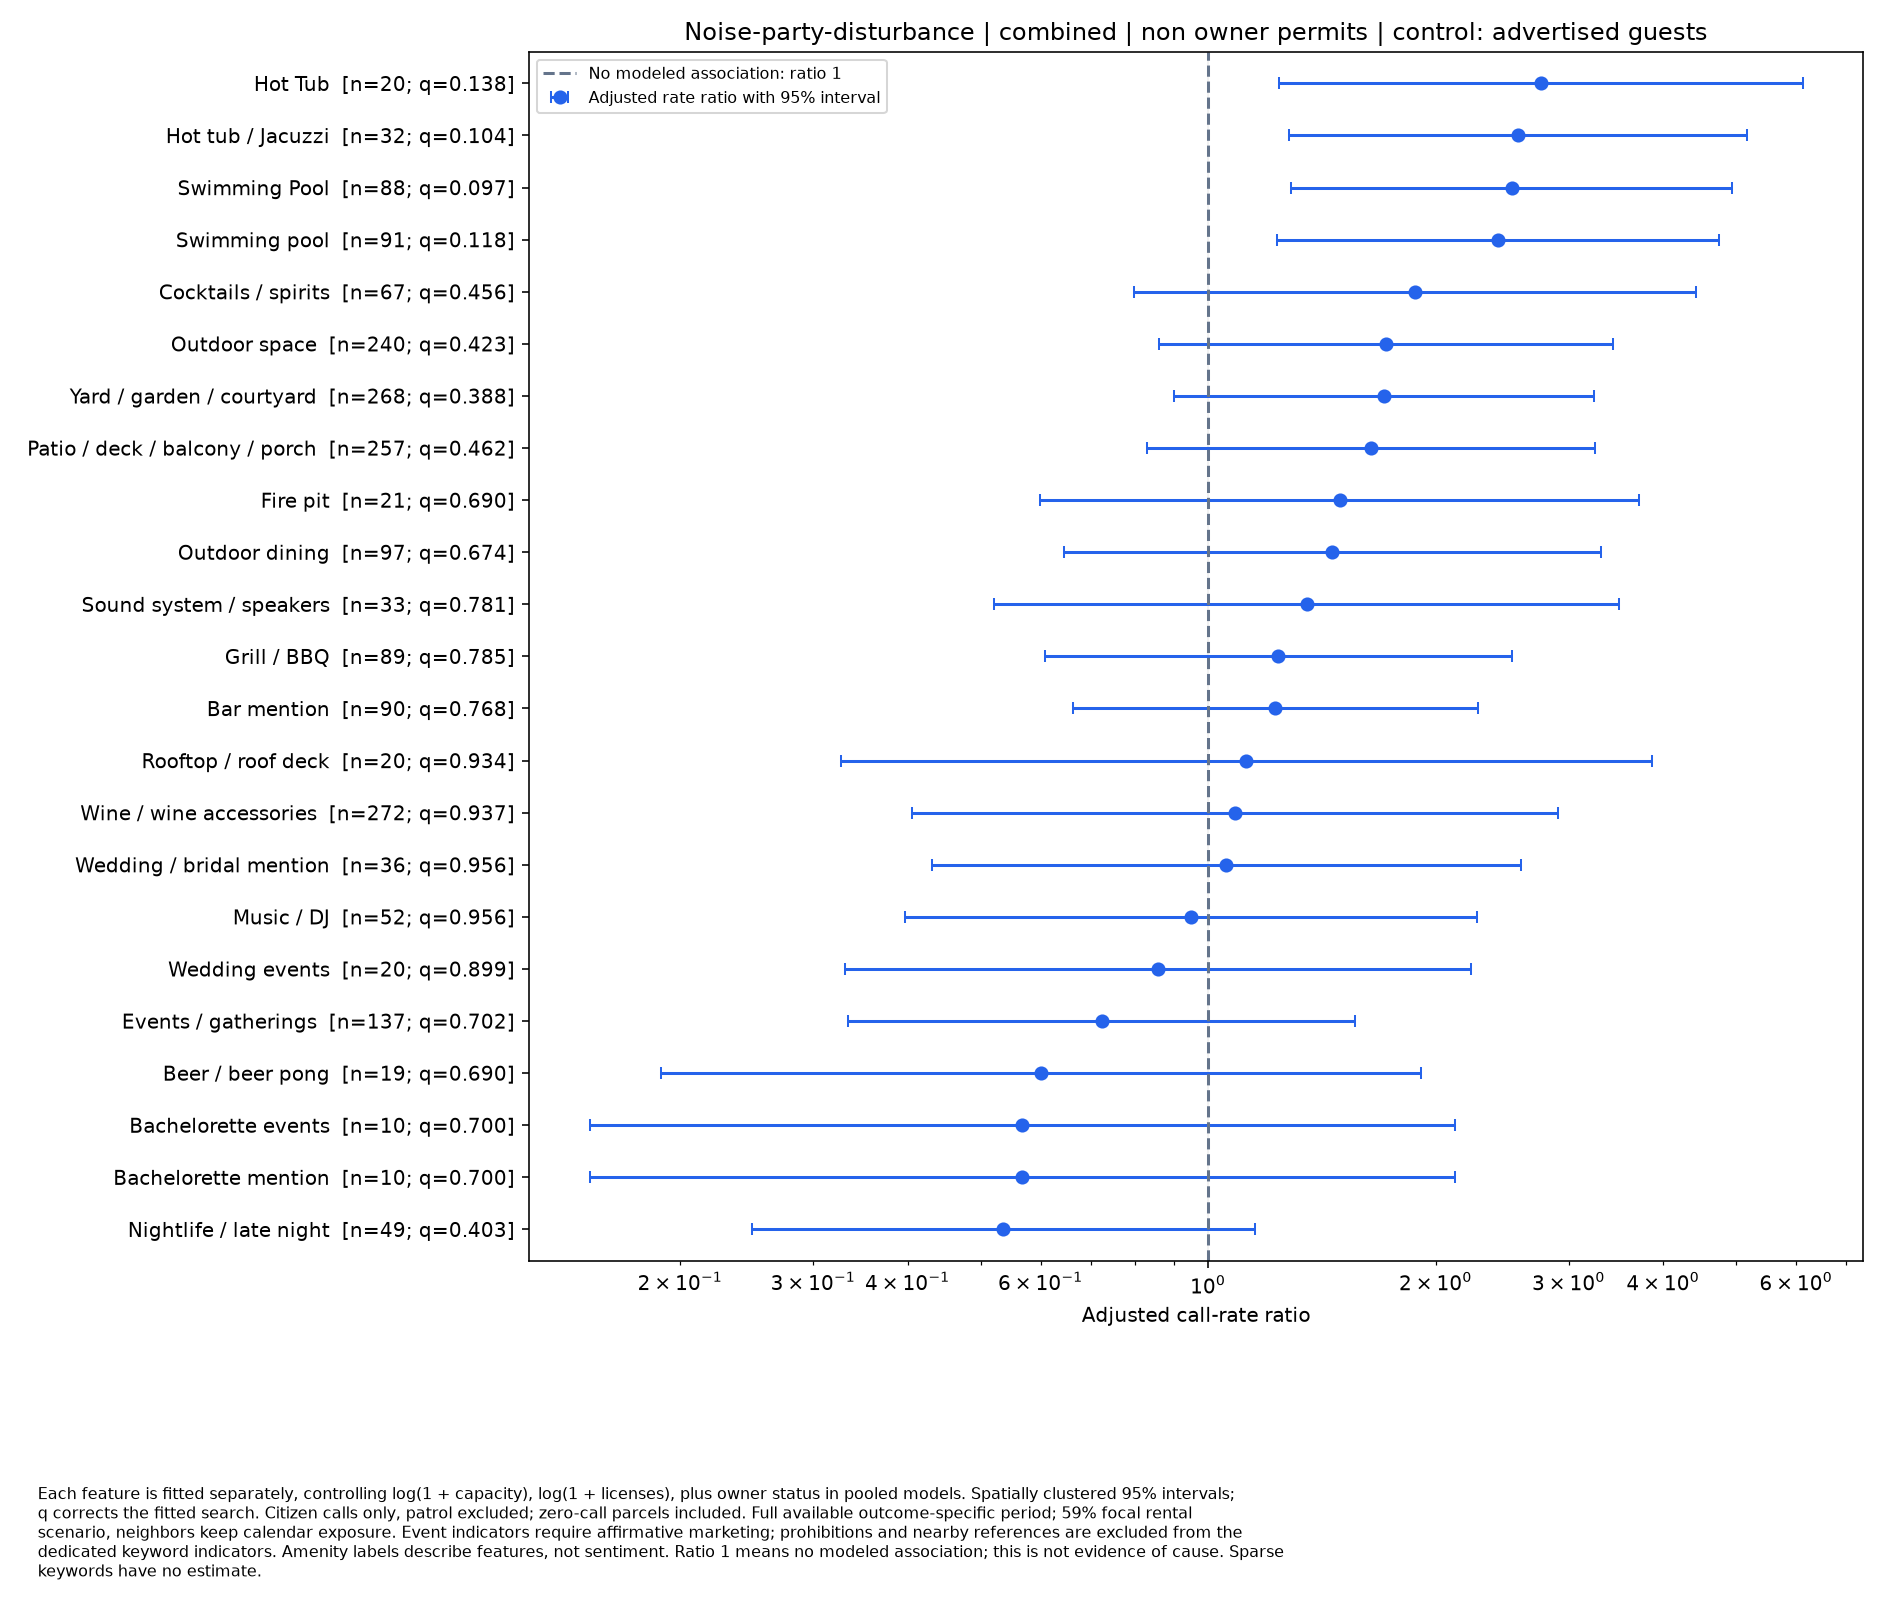 Noise-party-disturbance | combined | non owner permits | control: advertised guests
No modeled association: ratio 1
Adjusted rate ratio with 95% interval
Hot Tub [n=20; q=0.138]
Hot tub / Jacuzzi [n=32; q=0.104]
Swimming Pool [n=88; q=0.097]
Swimming pool [n=91; q=0.118]
Cocktails / spirits [n=67; q=0.456]
Outdoor space [n=240; q=0.423]
Yard / garden / courtyard [n=268; q=0.388]
Patio / deck / balcony / porch [n=257; q=0.462]
Fire pit [n=21; q=0.690]
Outdoor dining [n=97; q=0.674]
Sound system / speakers [n=33; q=0.781]
Grill / BBQ [n=89; q=0.785]
Bar mention [n=90; q=0.768]
Rooftop / roof deck [n=20; q=0.934]
Wine / wine accessories [n=272; q=0.937]
Wedding / bridal mention [n=36; q=0.956]
Music / DJ [n=52; q=0.956]
Wedding events [n=20; q=0.899]
Events / gatherings [n=137; q=0.702]
Beer / beer pong [n=19; q=0.690]
Bachelorette events [n=10; q=0.700]
Bachelorette mention [n=10; q=0.700]
Nightlife / late night [n=49; q=0.403]
2×10⁻¹ 3×10⁻¹ 4×10⁻¹ 6×10⁻¹ 10⁰ 2×10⁰ 3×10⁰ 4×10⁰ 6×10⁰
Adjusted call-rate ratio
Each feature is fitted separately, controlling log(1 + capacity), log(1 + licenses), plus owner status in pooled models. Spatially clustered 95% intervals;
q corrects the fitted search. Citizen calls only, patrol excluded; zero-call parcels included. Full available outcome-specific period; 59% focal rental
scenario, neighbors keep calendar exposure. Event indicators require affirmative marketing; prohibitions and nearby references are excluded from the
dedicated keyword indicators. Amenity labels describe features, not sentiment. Ratio 1 means no modeled association; this is not evidence of cause. Sparse
keywords have no estimate.